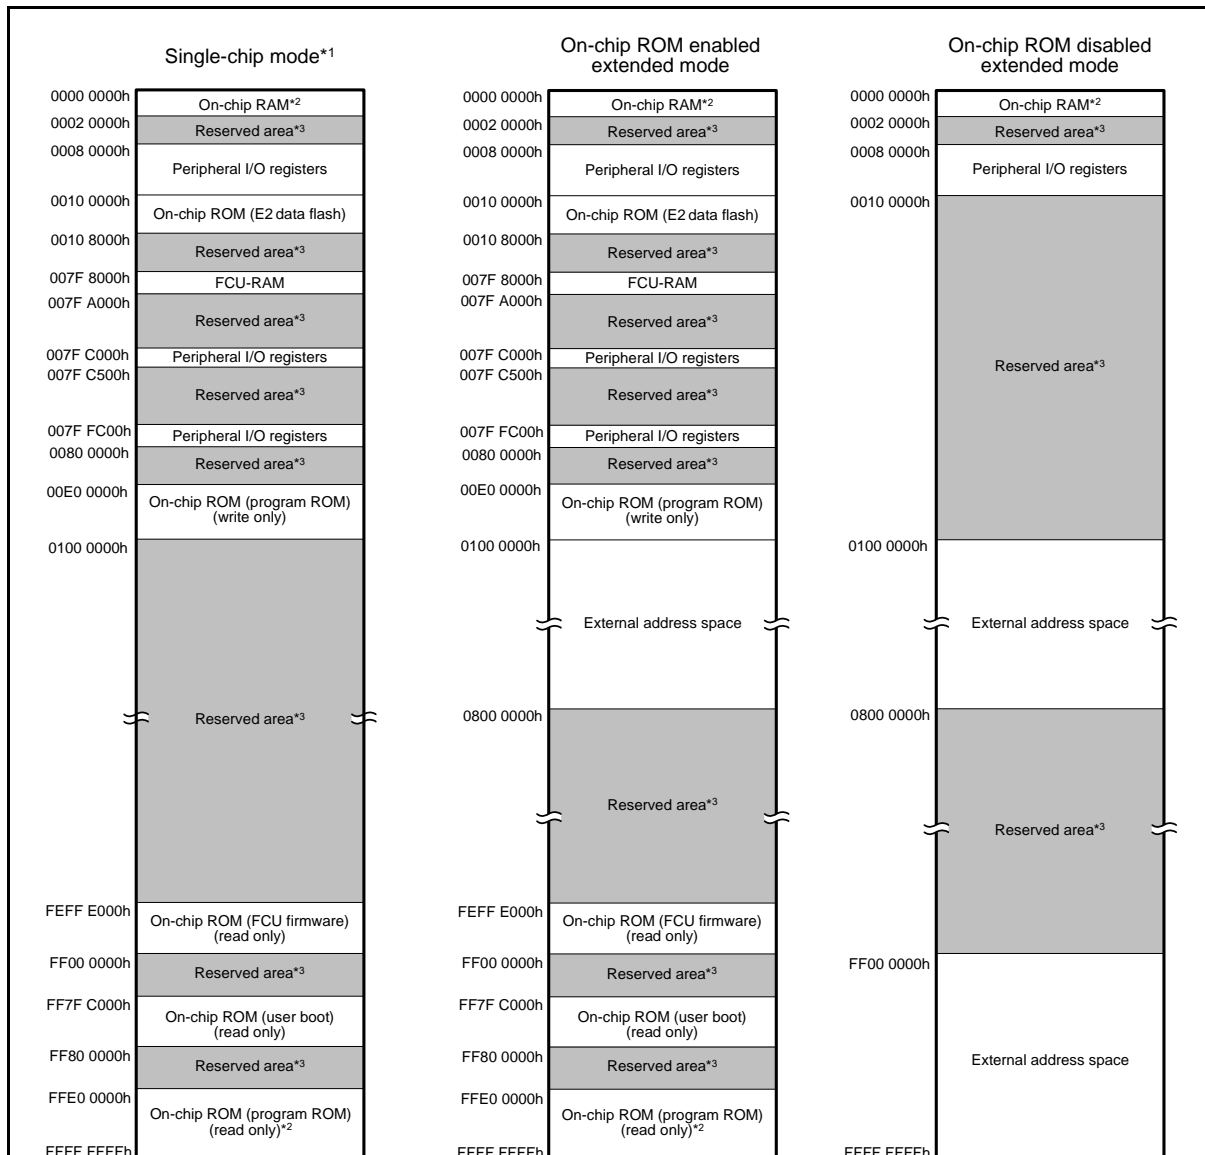 Single-chip mode*1
0000 0000h
On-chip RAM*2
0002 0000h
Reserved area*3
0008 0000h
Peripheral I/O registers
0010 0000h
On-chip ROM (E2 data flash)
0010 8000h
Reserved area*3
007F 8000h
FCU-RAM
007F A000h
Reserved area*3
007F C000h
Peripheral I/O registers
007F C500h
Reserved area*3
007F FC00h
Peripheral I/O registers
0080 0000h
Reserved area*3
00E0 0000h
On-chip ROM (program ROM)
(write only)
0100 0000h
Reserved area*3
FEFF E000h
On-chip ROM (FCU firmware)
(read only)
FF00 0000h
Reserved area*3
FF7F C000h
On-chip ROM (user boot)
(read only)
FF80 0000h
Reserved area*3
FFE0 0000h
On-chip ROM (program ROM)
(read only)*2
FFFF FFFFh
On-chip ROM enabled
extended mode
0000 0000h
On-chip RAM*2
0002 0000h
Reserved area*3
0008 0000h
Peripheral I/O registers
0010 0000h
On-chip ROM (E2 data flash)
0010 8000h
Reserved area*3
007F 8000h
FCU-RAM
007F A000h
Reserved area*3
007F C000h
Peripheral I/O registers
007F C500h
Reserved area*3
007F FC00h
Peripheral I/O registers
0080 0000h
Reserved area*3
00E0 0000h
On-chip ROM (program ROM)
(write only)
0100 0000h
External address space
0800 0000h
Reserved area*3
FEFF E000h
On-chip ROM (FCU firmware)
(read only)
FF00 0000h
Reserved area*3
FF7F C000h
On-chip ROM (user boot)
(read only)
FF80 0000h
Reserved area*3
FFE0 0000h
On-chip ROM (program ROM)
(read only)*2
FFFF FFFFh
On-chip ROM disabled
extended mode
0000 0000h
On-chip RAM*2
0002 0000h
Reserved area*3
0008 0000h
Peripheral I/O registers
0010 0000h
Reserved area*3
0100 0000h
External address space
0800 0000h
Reserved area*3
FF00 0000h
External address space
FFFF FFFFh